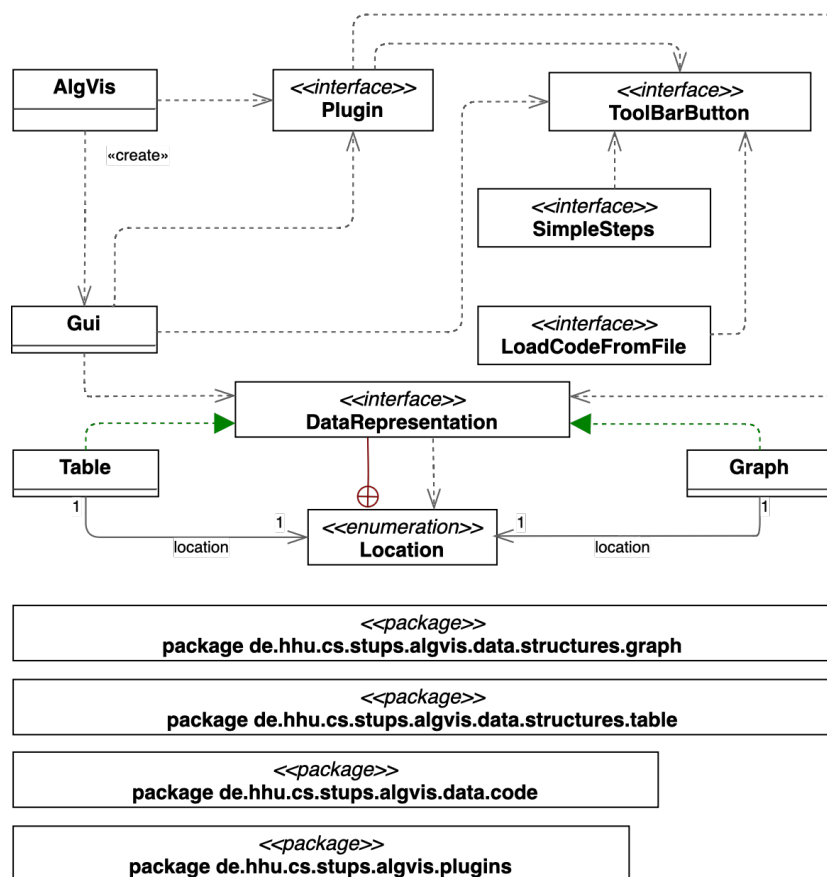 AlgVis
<<interface>>
Plugin
<<interface>>
ToolBarButton
«create»
<<interface>>
SimpleSteps
Gui
<<interface>>
LoadCodeFromFile
<<interface>>
DataRepresentation
Table
Graph
1
1
location
<<enumeration>>
Location
1
1
location
<<package>>
package de.hhu.cs.stups.algvis.data.structures.graph
<<package>>
package de.hhu.cs.stups.algvis.data.structures.table
<<package>>
package de.hhu.cs.stups.algvis.data.code
<<package>>
package de.hhu.cs.stups.algvis.plugins